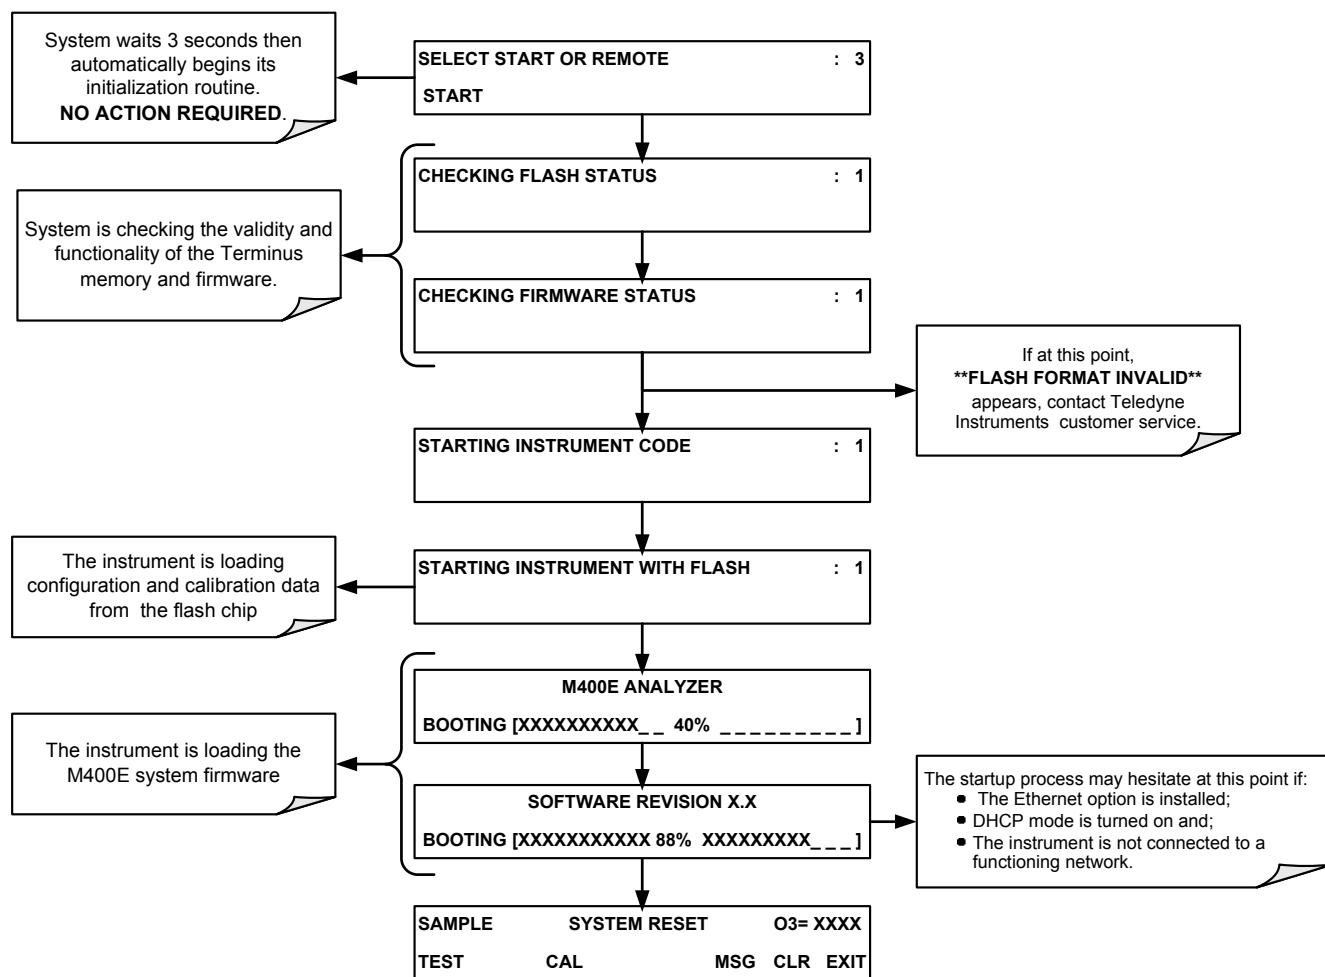 System waits 3 seconds then
automatically begins its
initialization routine.
NO ACTION REQUIRED.
SELECT START OR REMOTE : 3
START
CHECKING FLASH STATUS : 1
System is checking the validity and
functionality of the Terminus
memory and firmware.
CHECKING FIRMWARE STATUS : 1
If at this point,
**FLASH FORMAT INVALID**
appears, contact Teledyne
Instruments customer service.
STARTING INSTRUMENT CODE : 1
The instrument is loading
configuration and calibration data
from the flash chip
STARTING INSTRUMENT WITH FLASH : 1
M400E ANALYZER
BOOTING [XXXXXXXXXX_ _ 40% _ _ _ _ _ _ _ _ _ ]
The instrument is loading the
M400E system firmware
SOFTWARE REVISION X.X
BOOTING [XXXXXXXXXXX 88% XXXXXXXXX_ _ _ ]
The startup process may hesitate at this point if:
• The Ethernet option is installed;
• DHCP mode is turned on and;
• The instrument is not connected to a
functioning network.
SAMPLE SYSTEM RESET O3= XXXX
TEST CAL MSG CLR EXIT